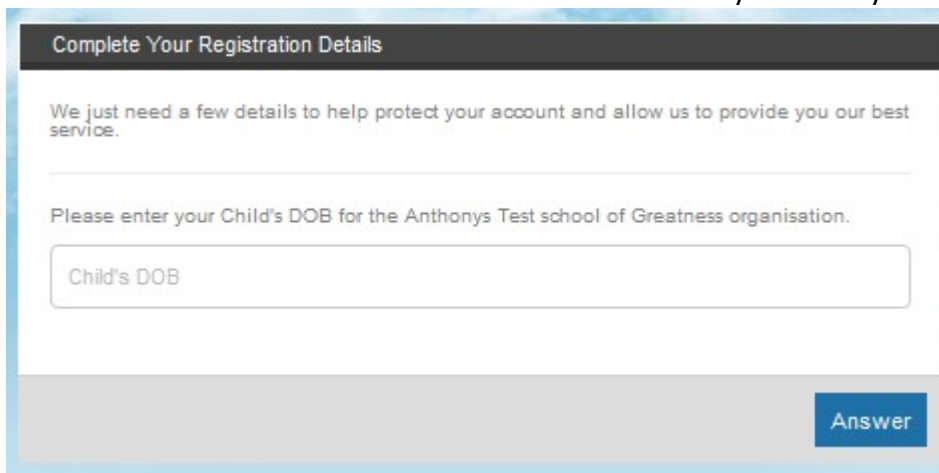 Complete Your Registration Details
We just need a few details to help protect your account and allow us to provide you our best
service.
Please enter your Child's DOB for the Anthonys Test school of Greatness organisation.
Child's DOB
Answer